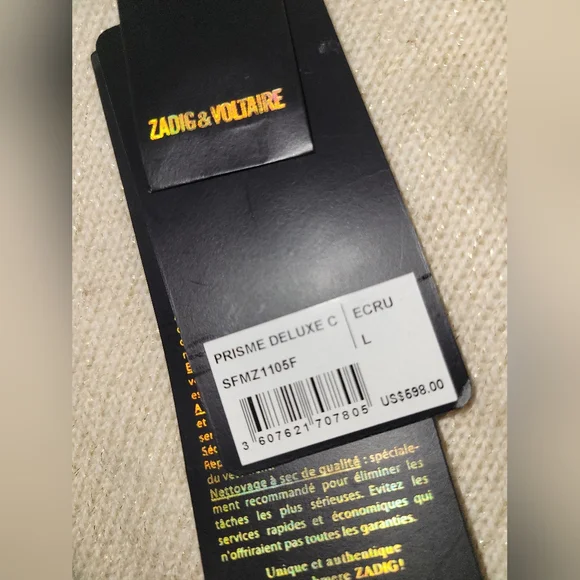 ZADIG&VOLTAIRE
PRISME DELUXE C
ECRU
SFMZ1105F
L
3 607621 707805
US$598.00
et
Nettoyage à sec de qualité : spéciale-
ment recommandé pour éliminer les
tâches les plus sérieuses. Evitez les
services rapides et économiques qui
n'offriraient pas toutes les garanties.
Unique et authentique
ZADIG!